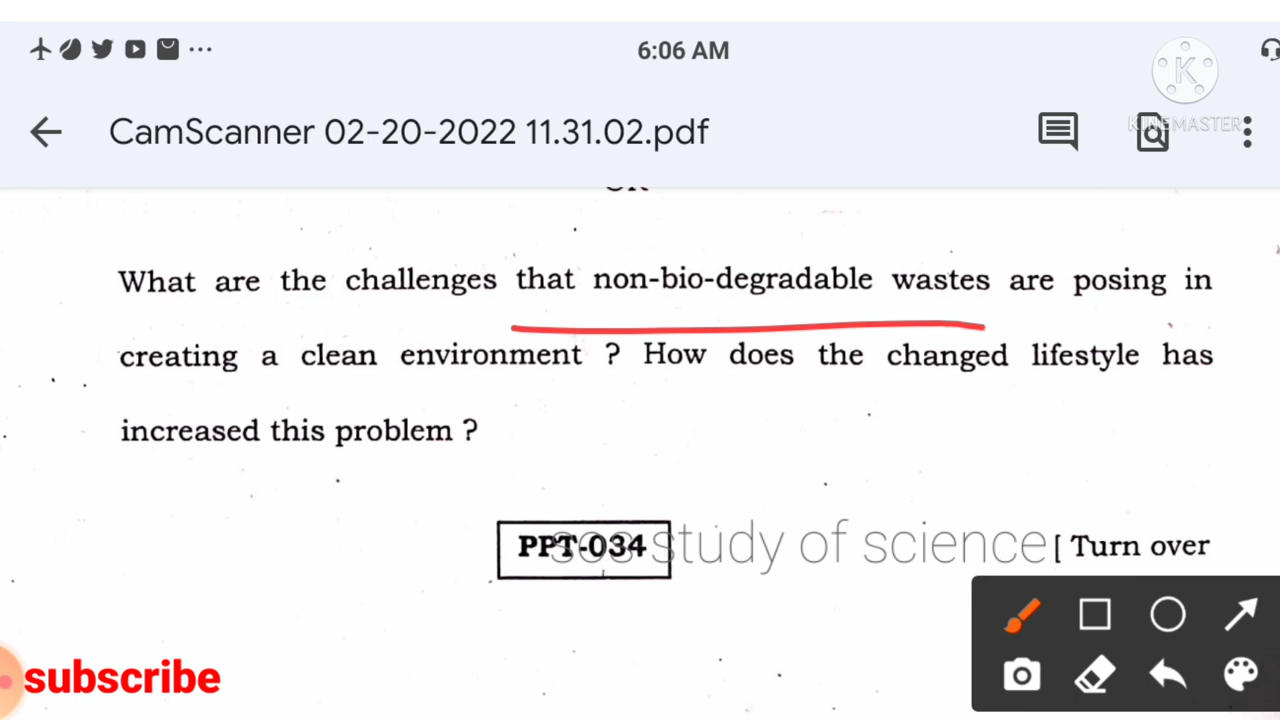 6:06 AM
K
KINEMASTER
CamScanner 02-20-2022 11.31.02.pdf
What are the challenges that non-bio-degradable wastes are posing in
creating a clean environment ? How does the changed lifestyle has
increased this problem ?
PPT-034
sos study of science
[ Turn over
subscribe